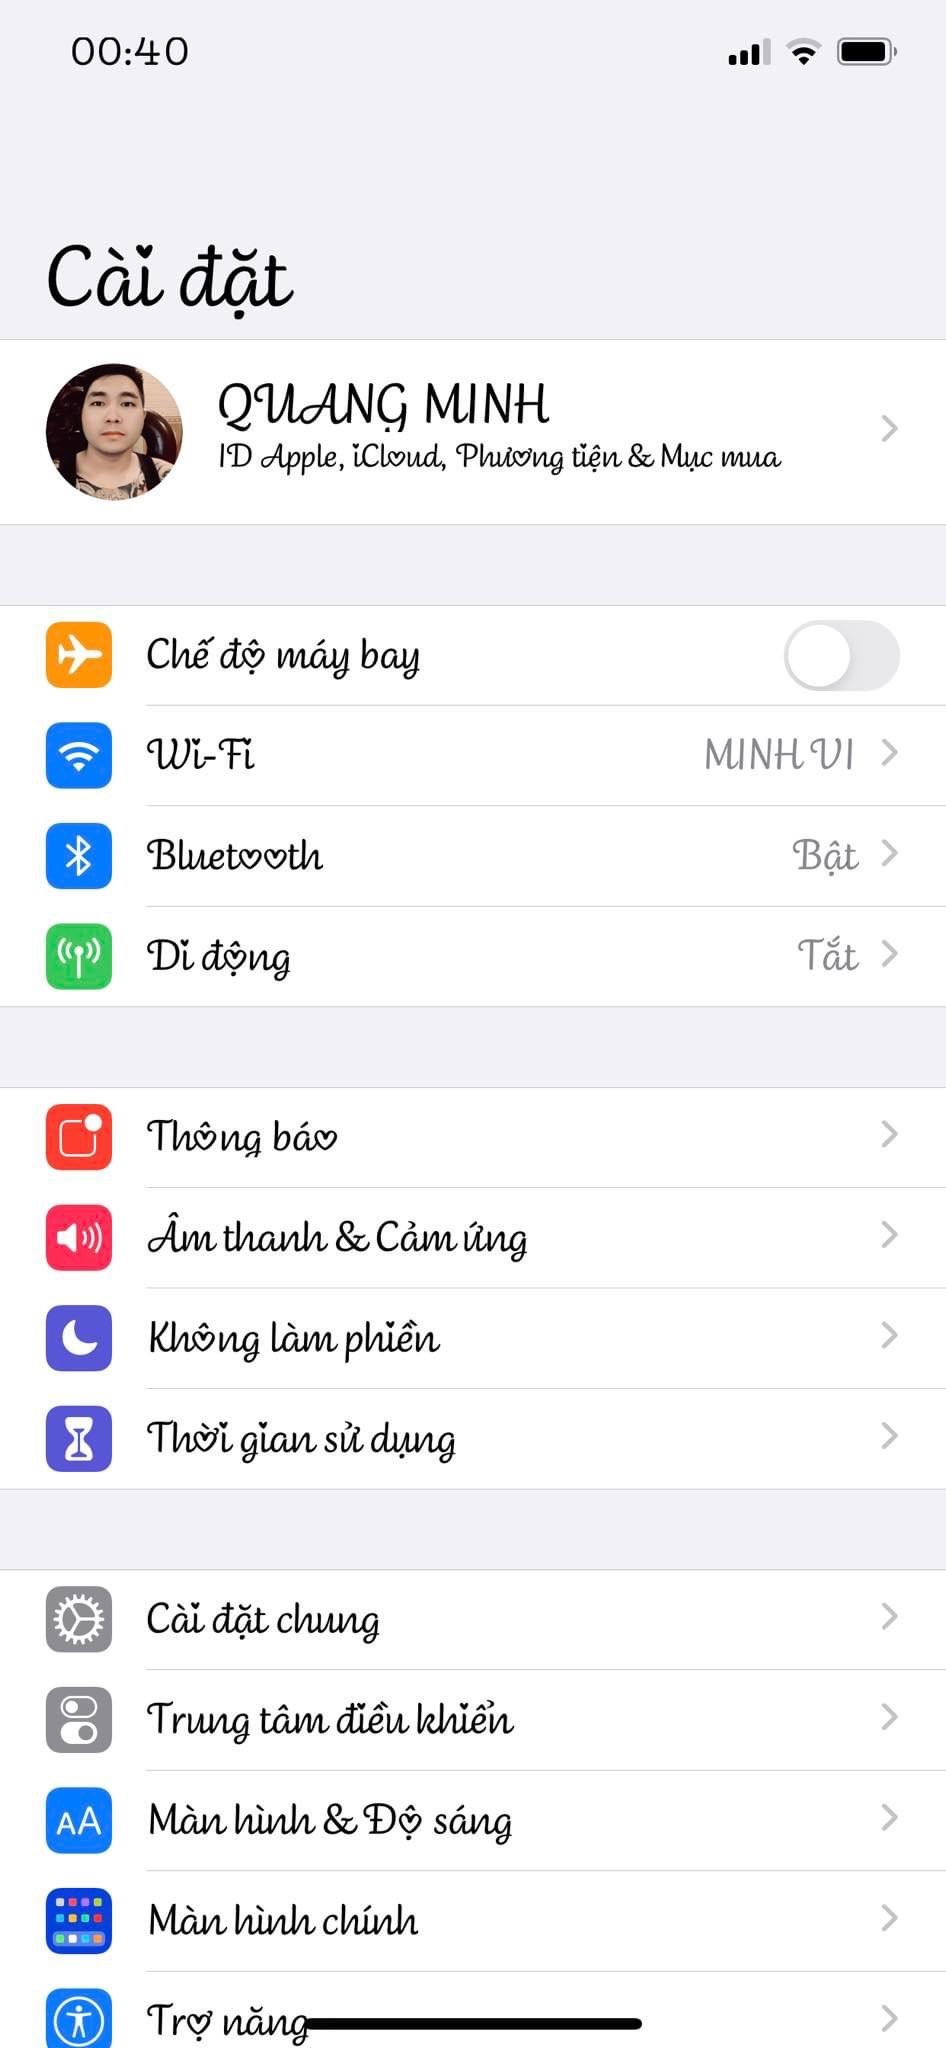 00:40
Cài đặt
QUANG MINH
ID Apple, iCloud, Phương tiện & Mục mua
Chế độ máy bay
Wi-Fi MINH VI
Bluetooth Bật
Di động Tắt
Thông báo
Âm thanh & Cảm ứng
Không làm phiền
Thời gian sử dụng
Cài đặt chung
Trung tâm điều khiển
AA Màn hình & Độ sáng
Màn hình chính
Trợ năng